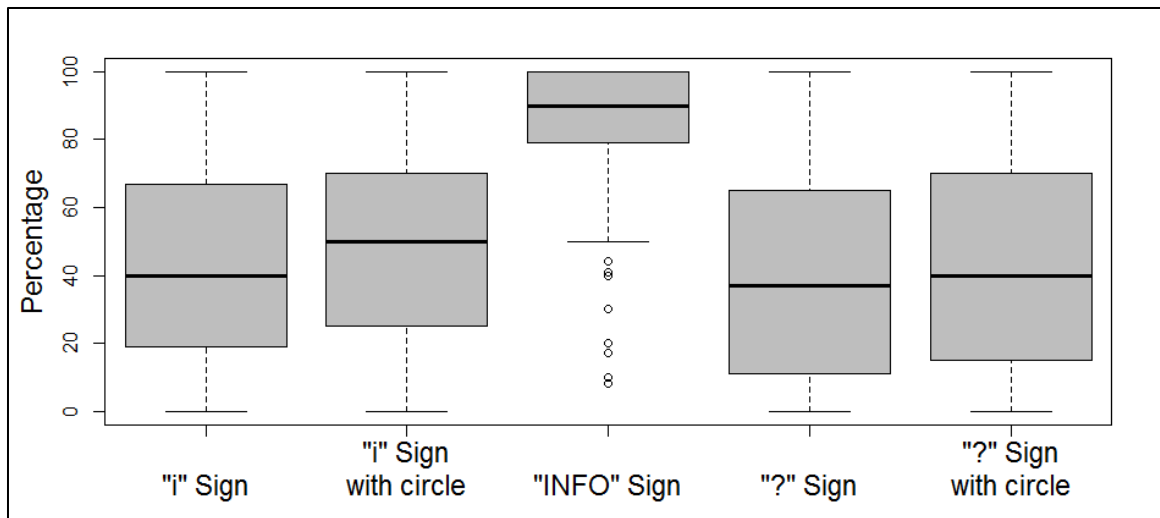 Percentage
100
80
60
40
20
0
"i" Sign
"i" Sign
with circle
"INFO" Sign
"?" Sign
"?" Sign
with circle